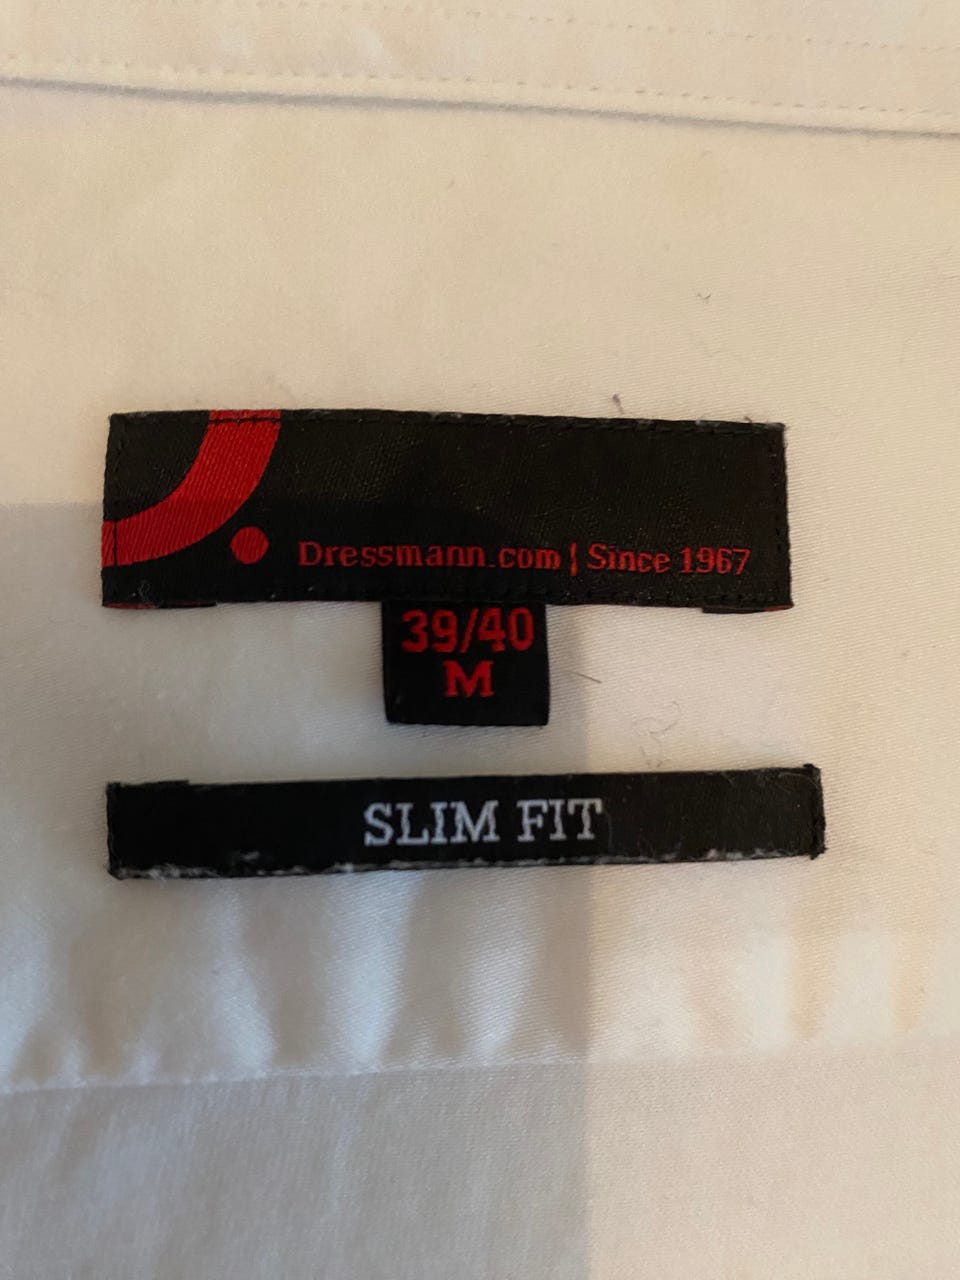 Dressmann.com | Since 1967
39/40
M
SLIM FIT